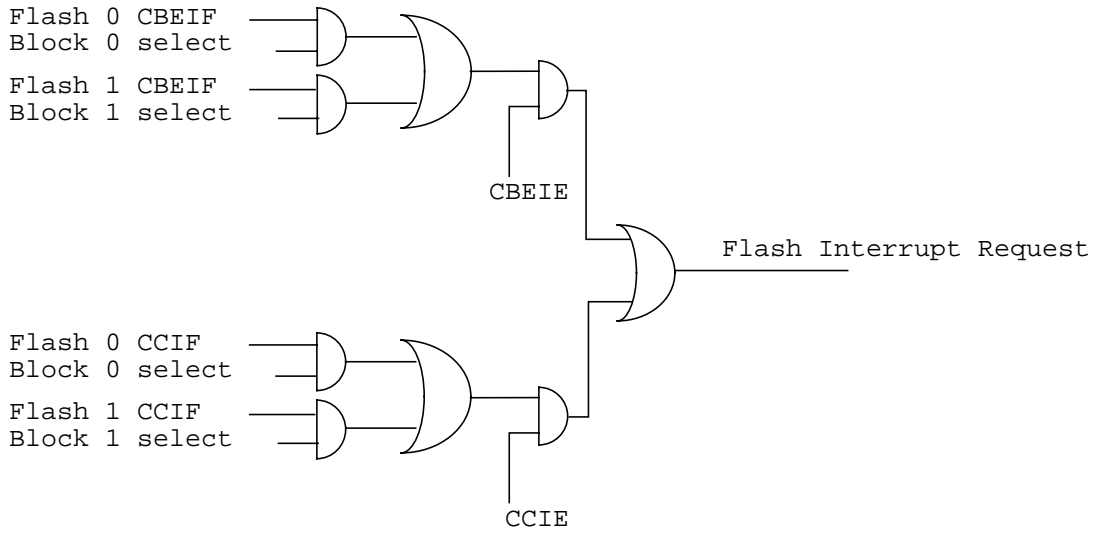 Flash 0 CBEIF
Block 0 select
Flash 1 CBEIF
Block 1 select
CBEIE
Flash Interrupt Request
Flash 0 CCIF
Block 0 select
Flash 1 CCIF
Block 1 select
CCIE